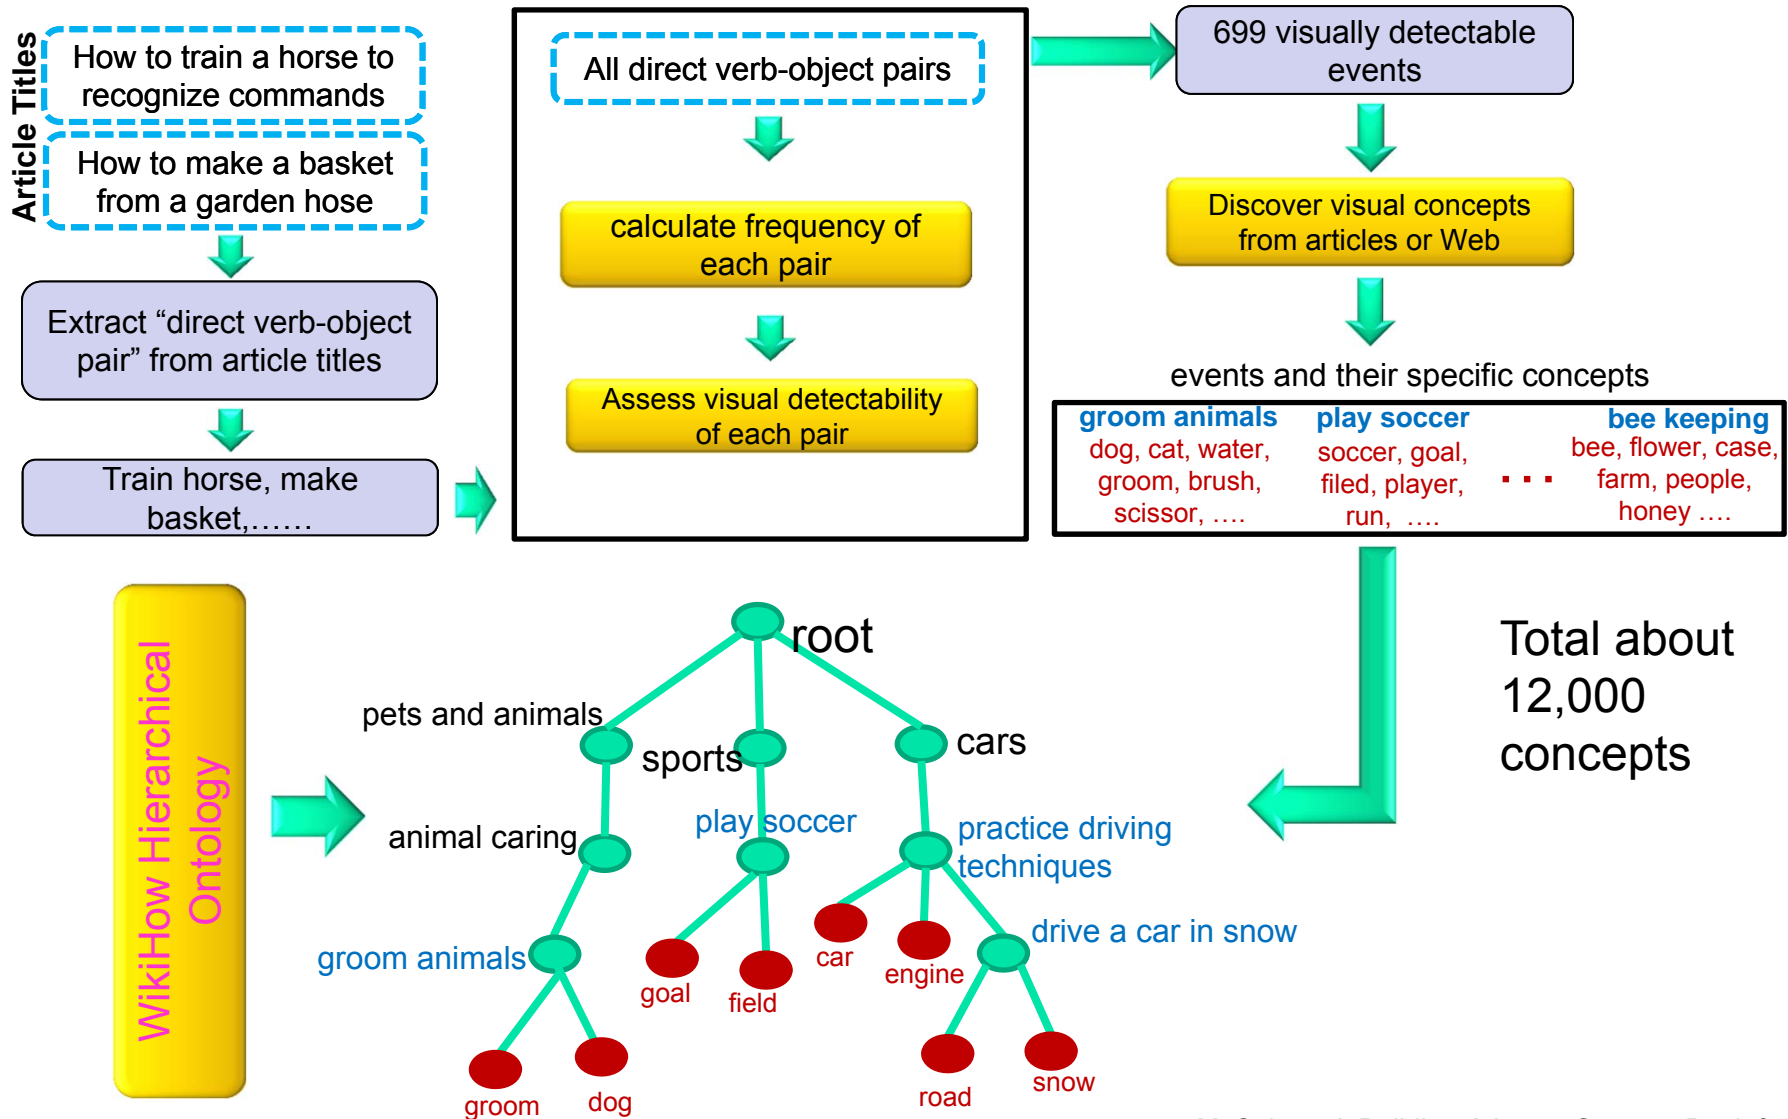 Article Titles
How to train a horse to
recognize commands
How to make a basket
from a garden hose
Extract “direct verb-object
pair” from article titles
Train horse, make
basket,……
All direct verb-object pairs
calculate frequency of
each pair
Assess visual detectability
of each pair
699 visually detectable
events
Discover visual concepts
from articles or Web
events and their specific concepts
groom animals
dog, cat, water,
groom, brush,
scissor, ….
play soccer
soccer, goal,
filed, player,
run, ….
...
bee keeping
bee, flower, case,
farm, people,
honey ….
WikiHow Hierarchical
Ontology
root
pets and animals
sports
cars
animal caring
play soccer
practice driving
techniques
groom animals
drive a car in snow
goal
field
car
engine
groom
dog
road
snow
Total about
12,000
concepts